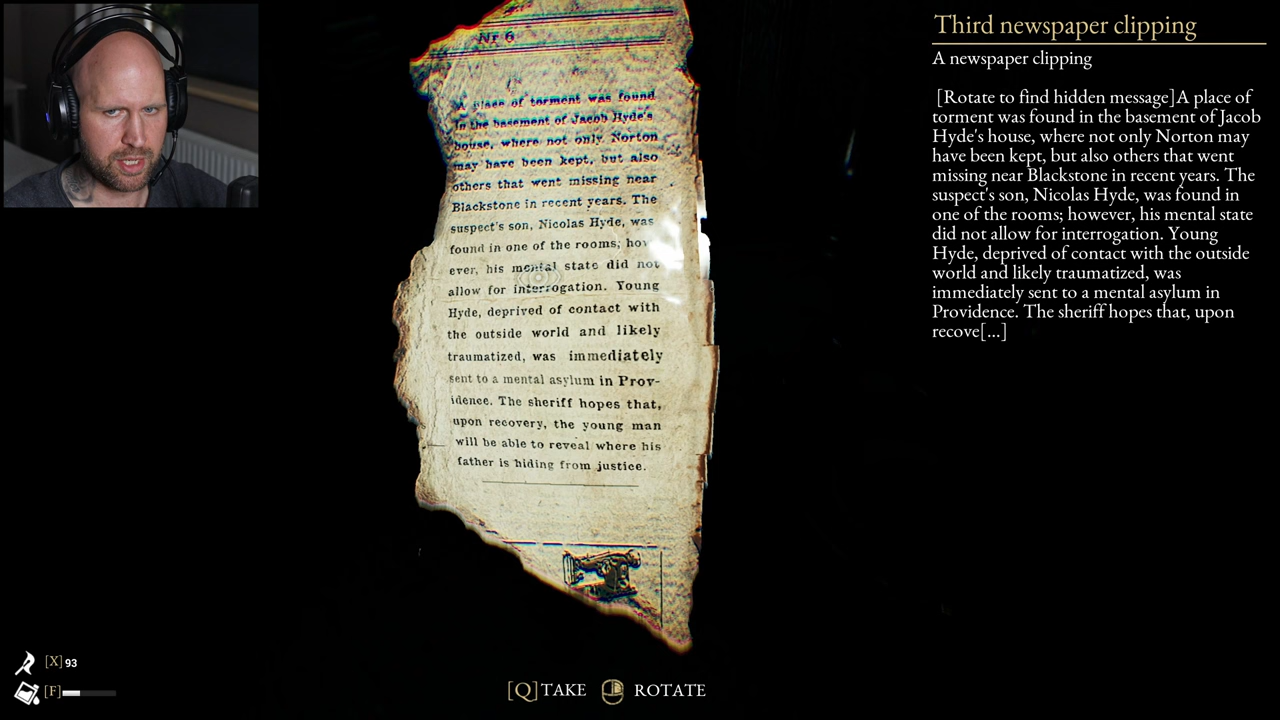 Nr 6
A place of torment was found
in the basement of Jacob Hyde's
house, where not only Norton
may have been kept, but also
others that went missing near
Blackstone in recent years. The
suspect's son, Nicolas Hyde, was
found in one of the rooms; how-
ever, his mental state did not
allow for interrogation. Young
Hyde, deprived of contact with
the outside world and likely
traumatized, was immediately
sent to a mental asylum in Prov-
idence. The sheriff hopes that,
upon recovery, the young man
will be able to reveal where his
father is hiding from justice.
Third newspaper clipping
A newspaper clipping
[Rotate to find hidden message]A place of
torment was found in the basement of Jacob
Hyde's house, where not only Norton may
have been kept, but also others that went
missing near Blackstone in recent years. The
suspect's son, Nicolas Hyde, was found in
one of the rooms; however, his mental state
did not allow for interrogation. Young
Hyde, deprived of contact with the outside
world and likely traumatized, was
immediately sent to a mental asylum in
Providence. The sheriff hopes that, upon
recove[...]
[X] 93
[F]
[Q] TAKE ROTATE